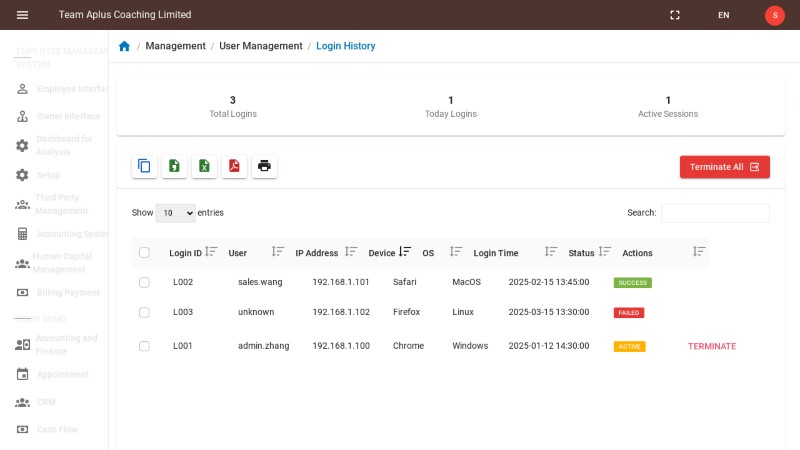 Team Aplus Coaching Limited
EN
S
EMPLOYEE MANAGEM
SYSTEM
Employee Interfac
Owner Interface
Dashboard for
Analysis
Setup
Third Party
Management
Accounting System
Human Capital
Management
Billing Payment
Accounting and
Finance
Appointment
CRM
Cash Flow
/ Management / User Management / Login History
3
Total Logins
1
Today Logins
1
Active Sessions
Terminate All
Show 10 entries
Search:
Login ID User IP Address Device OS Login Time Status Actions
L002 sales.wang 192.168.1.101 Safari MacOS 2025-02-15 13:45:00 SUCCESS
L003 unknown 192.168.1.102 Firefox Linux 2025-03-15 13:30:00 FAILED
L001 admin.zhang 192.168.1.100 Chrome Windows 2025-01-12 14:30:00 ACTIVE TERMINATE